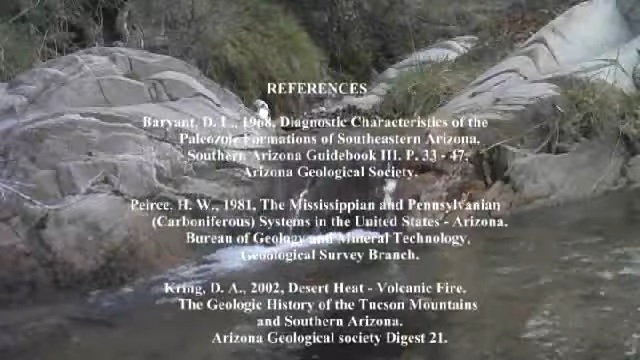 REFERENCES
Baryant, D. L., 1968, Diagnostic Characteristics of the
Paleozoic Formations of Southeastern Arizona.
Southern Arizona Guidebook III. P. 33 - 47.
Arizona Geological Society.
Peirce, H. W., 1981, The Mississippian and Pennsylvanian
(Carboniferous) Systems in the United States - Arizona.
Bureau of Geology and Mineral Technology.
Geological Survey Branch.
Kring, D. A., 2002, Desert Heat - Volcanic Fire.
The Geologic History of the Tucson Mountains
and Southern Arizona.
Arizona Geological society Digest 21.